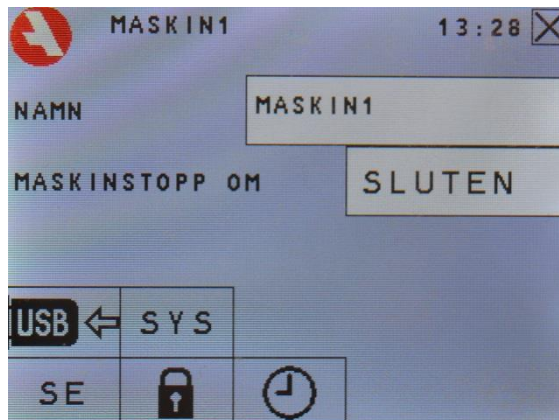 MASKIN1 13:28
NAMN MASKIN1
MASKINSTOPP OM SLUTEN
USB SYS
SE